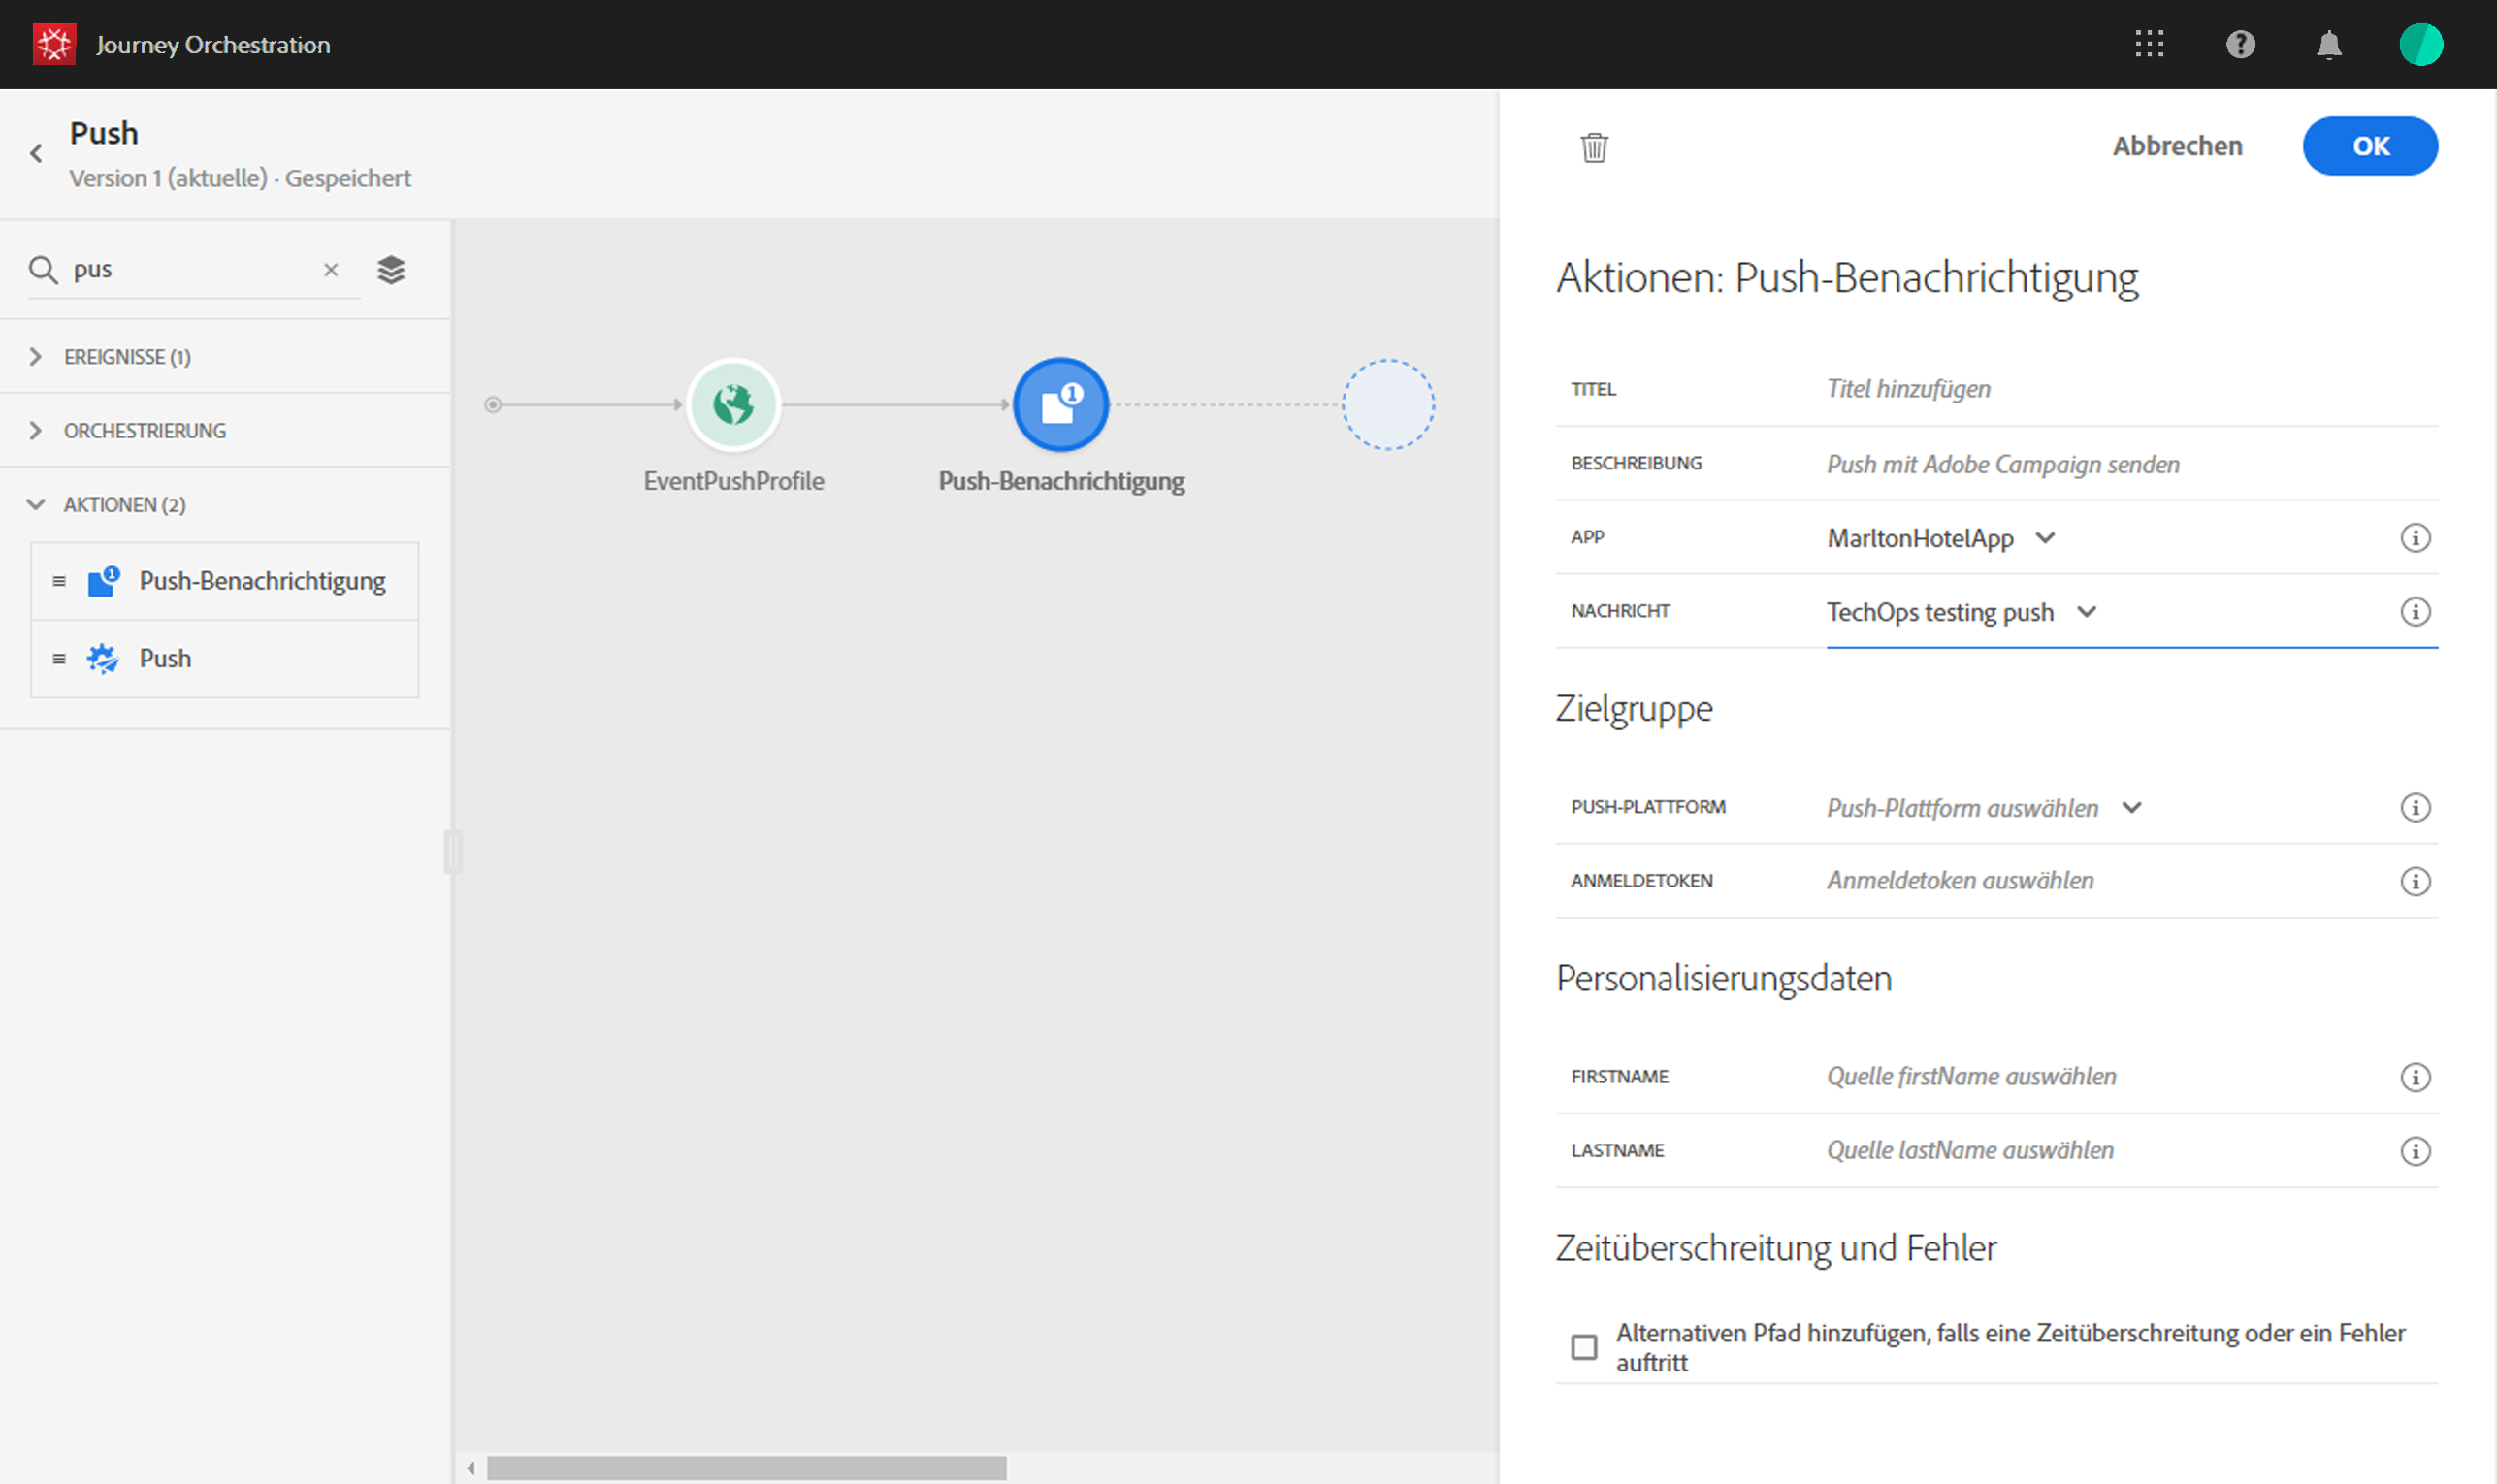 Journey Orchestration
Push
Version 1 (aktuelle) · Gespeichert
Abbrechen
OK
pus
EREIGNISSE (1)
ORCHESTRIERUNG
AKTIONEN (2)
Push-Benachrichtigung
Push
EventPushProfile
Push-Benachrichtigung
Aktionen: Push-Benachrichtigung
TITEL
Titel hinzufügen
BESCHREIBUNG
Push mit Adobe Campaign senden
APP
MarltonHotelApp
NACHRICHT
TechOps testing push
Zielgruppe
PUSH-PLATTFORM
Push-Plattform auswählen
ANMELDETOKEN
Anmeldetoken auswählen
Personalisierungsdaten
FIRSTNAME
Quelle firstName auswählen
LASTNAME
Quelle lastName auswählen
Zeitüberschreitung und Fehler
Alternativen Pfad hinzufügen, falls eine Zeitüberschreitung oder ein Fehler
auftritt